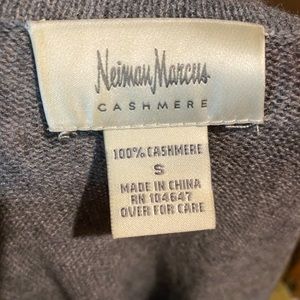 Neiman Marcus
CASHMERE
100% CASHMERE
S
MADE IN CHINA
RN 104647
OVER FOR CARE